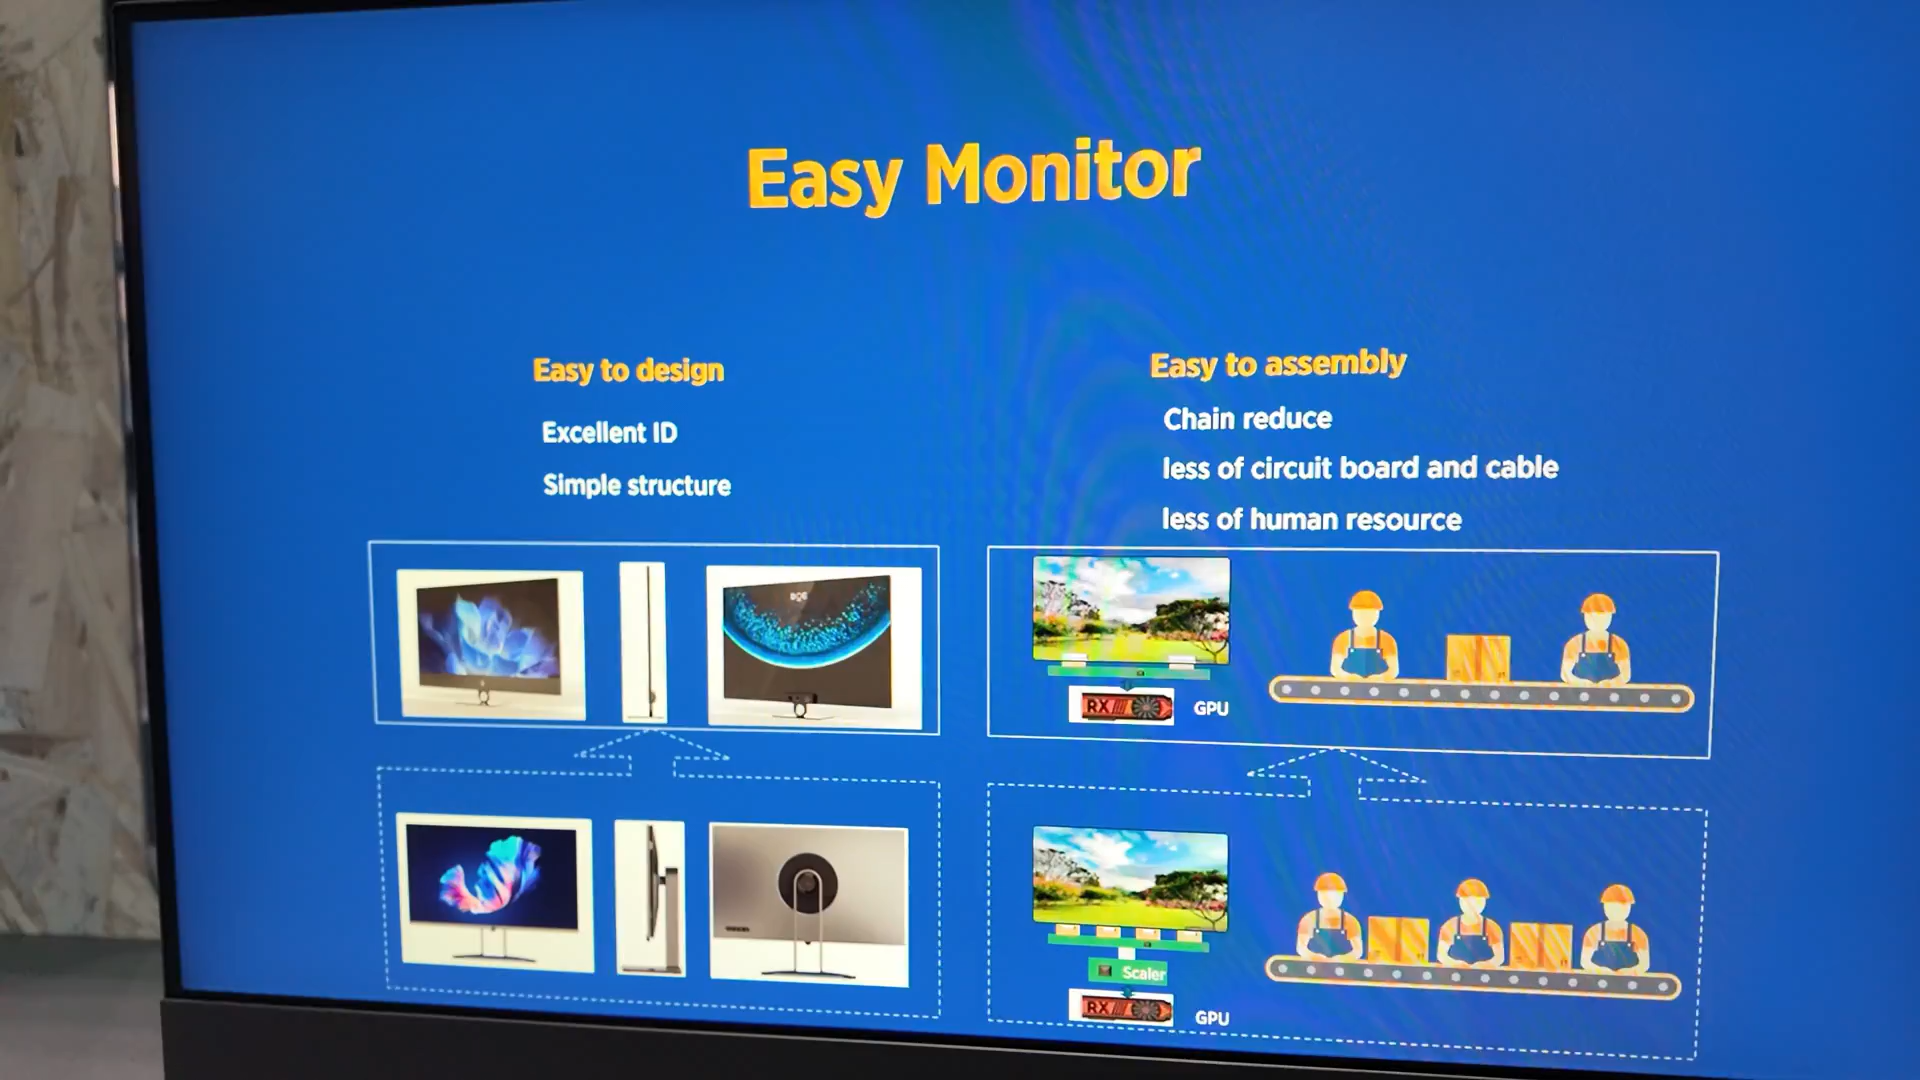 Easy Monitor
Easy to design
Excellent ID
Simple structure
Easy to assembly
Chain reduce
less of circuit board and cable
less of human resource
BOE
RX
GPU
Scaler
RX
GPU